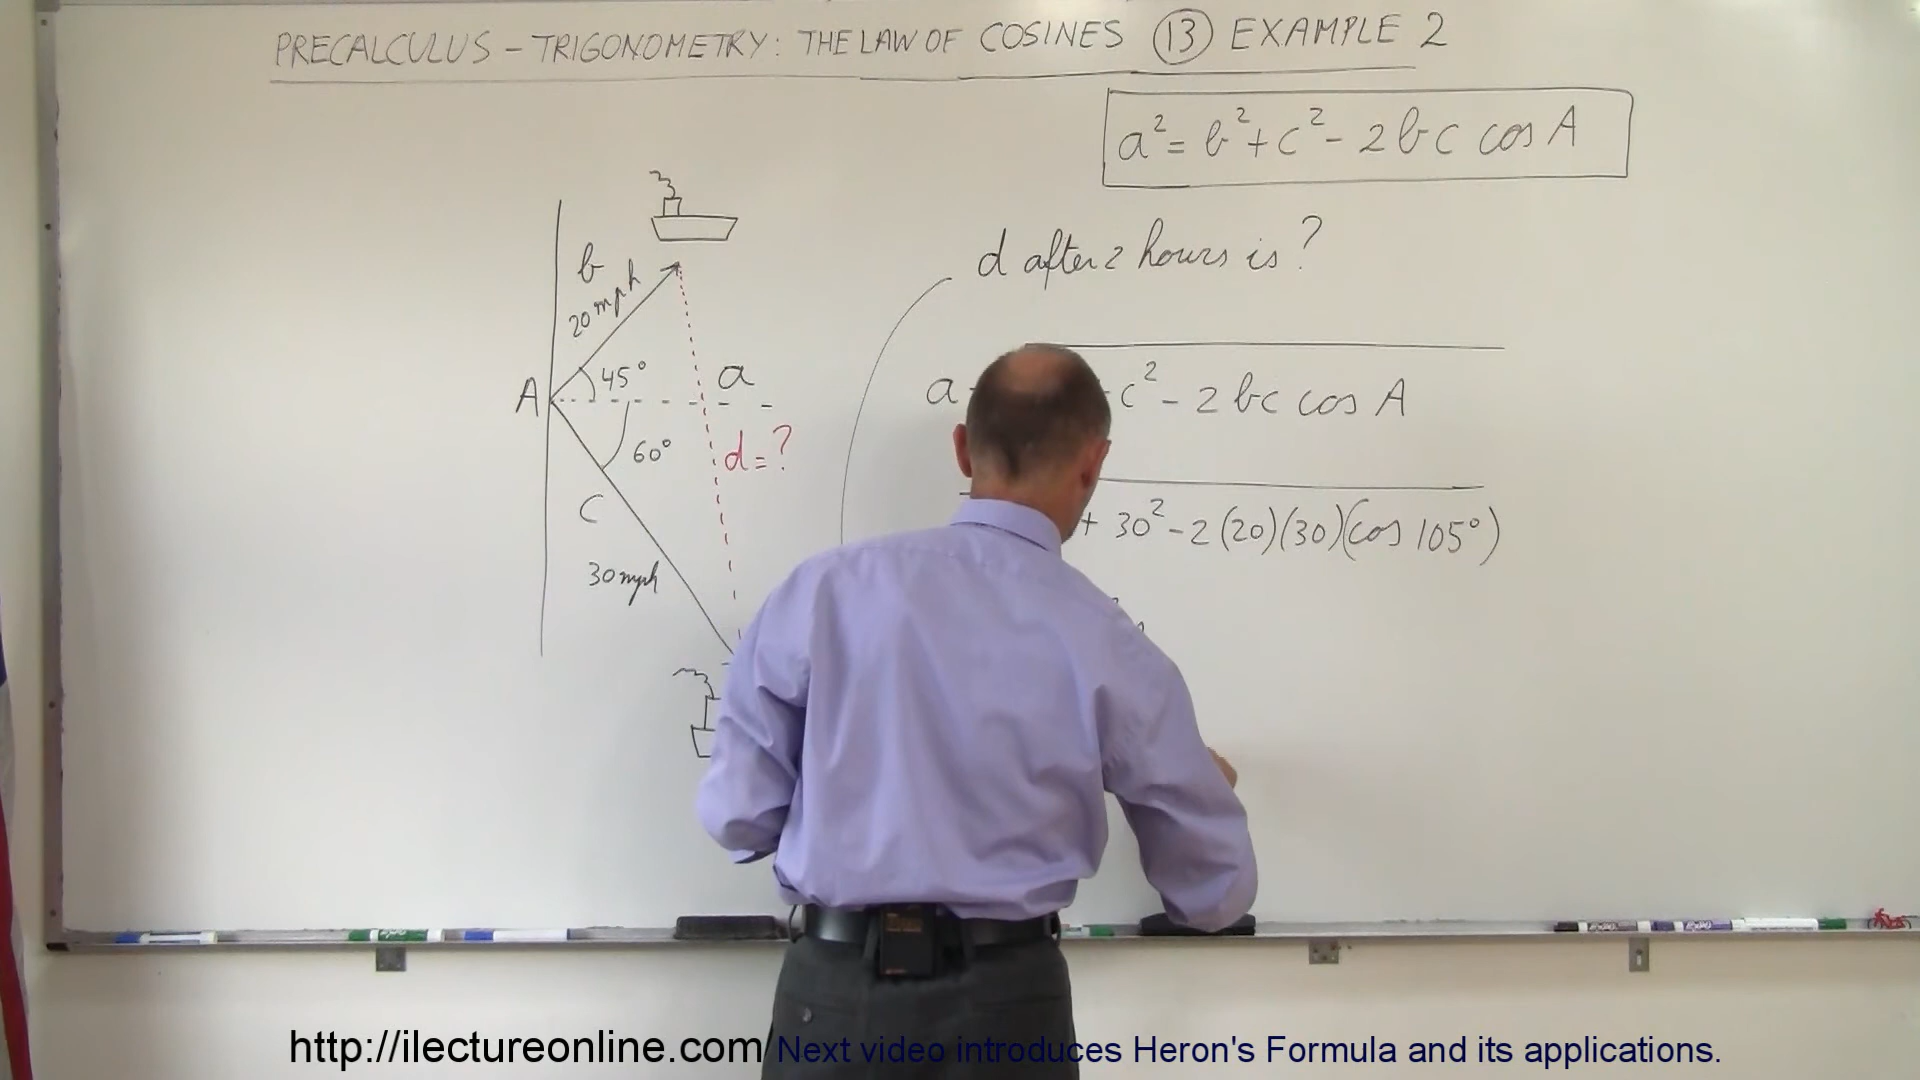 PRECALCULUS - TRIGONOMETRY: THE LAW OF COSINES 13 EXAMPLE 2
a² = b² + c² - 2bc cos A
d after 2 hours is?
b
20 mph
A
45°
a
60°
d = ?
C
30 mph
a
c² - 2bc cos A
+ 30² - 2(20)(30)(cos 105°)
http://ilectureonline.com Next video introduces Heron's Formula and its applications.